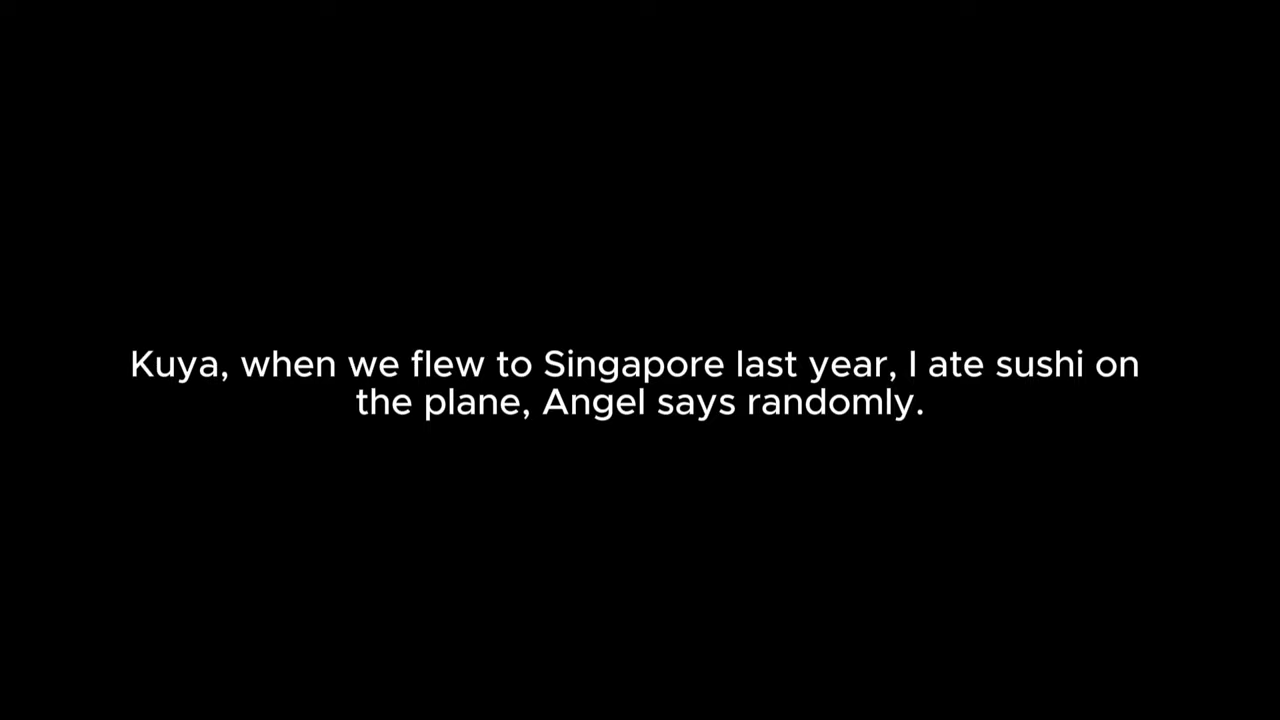 Kuya, when we flew to Singapore last year, I ate sushi on
the plane, Angel says randomly.